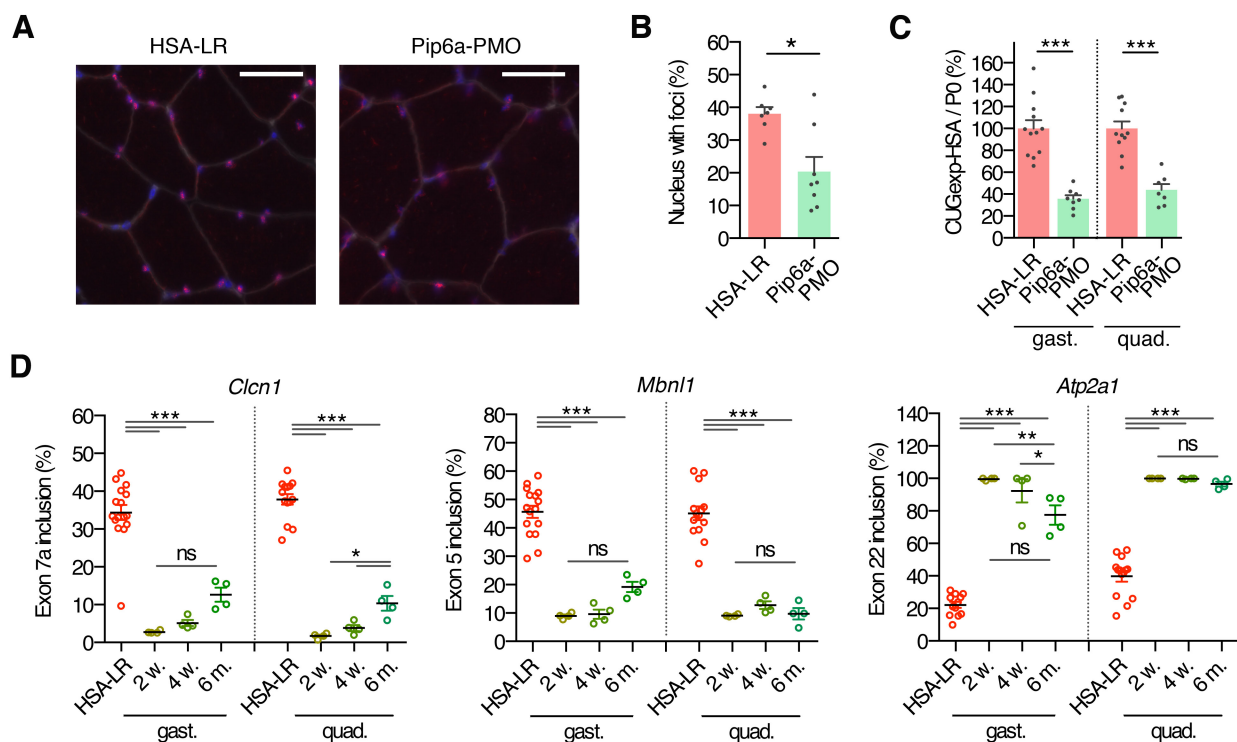 A
HSA-LR
Pip6a-PMO
B
Nucleus with foci (%)
60
50
40
30
20
10
0
*
HSA-LR
Pip6a-
PMO
C
CUGexp-HSA / P0 (%)
160
140
120
100
80
60
40
20
0
***
***
HSA-LR
Pip6a-
PMO
HSA-LR
Pip6a-
PMO
gast.
quad.
D
Clcn1
Exon 7a inclusion (%)
60
50
40
30
20
10
0
***
***
ns
*
HSA-LR
2 w.
4 w.
6 m.
HSA-LR
2 w.
4 w.
6 m.
gast.
quad.
Mbnl1
Exon 5 inclusion (%)
80
70
60
50
40
30
20
10
0
***
***
ns
ns
HSA-LR
2 w.
4 w.
6 m.
HSA-LR
2 w.
4 w.
6 m.
gast.
quad.
Atp2a1
Exon 22 inclusion (%)
140
120
100
80
60
40
20
0
***
***
**
ns
*
ns
HSA-LR
2 w.
4 w.
6 m.
HSA-LR
2 w.
4 w.
6 m.
gast.
quad.